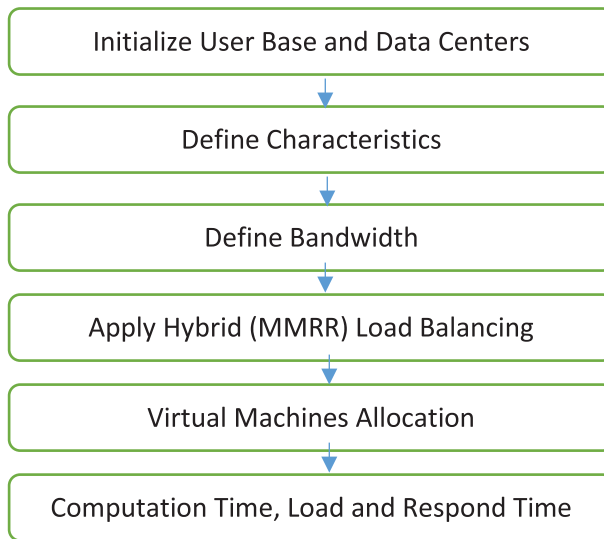 Initialize User Base and Data Centers
Define Characteristics
Define Bandwidth
Apply Hybrid (MMRR) Load Balancing
Virtual Machines Allocation
Computation Time, Load and Respond Time